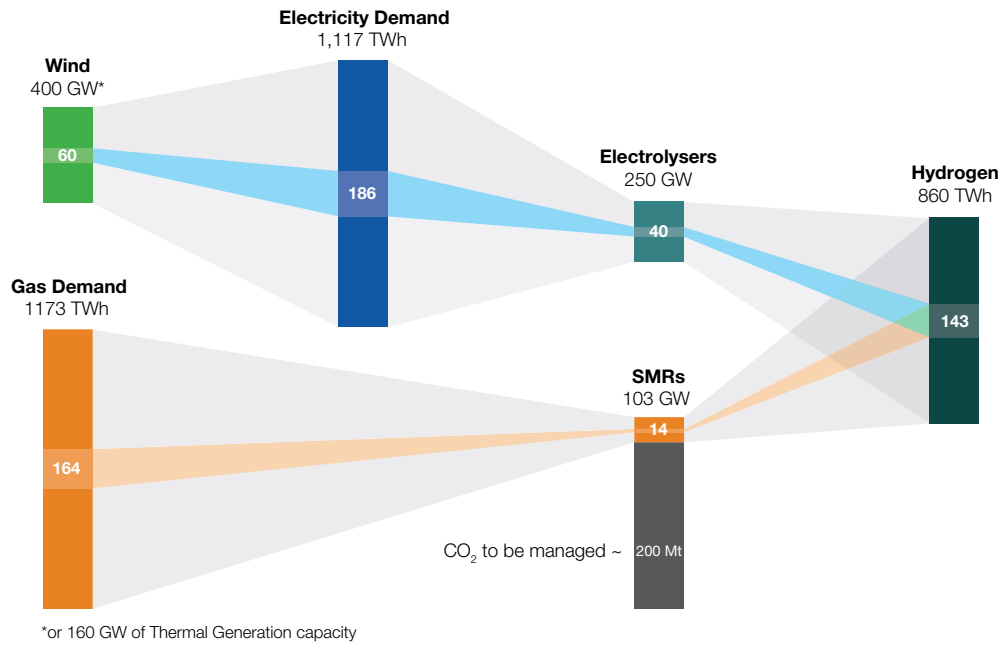 Electricity Demand
1,117 TWh
Wind
400 GW*
60
186
Electrolysers
250 GW
40
Hydrogen
860 TWh
143
Gas Demand
1173 TWh
164
SMRs
103 GW
14
CO₂ to be managed ~ 200 Mt
*or 160 GW of Thermal Generation capacity